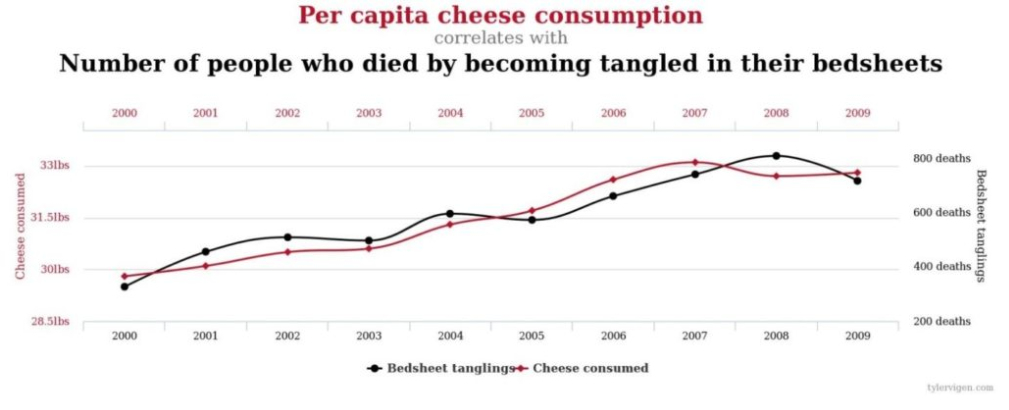 Per capita cheese consumption
correlates with
Number of people who died by becoming tangled in their bedsheets
2000 2001 2002 2003 2004 2005 2006 2007 2008 2009
Cheese consumed
33lbs
31.5lbs
30lbs
28.5lbs
800 deaths
600 deaths
400 deaths
200 deaths
Bedsheet tanglings
2000 2001 2002 2003 2004 2005 2006 2007 2008 2009
Bedsheet tanglings Cheese consumed
tylervigen.com